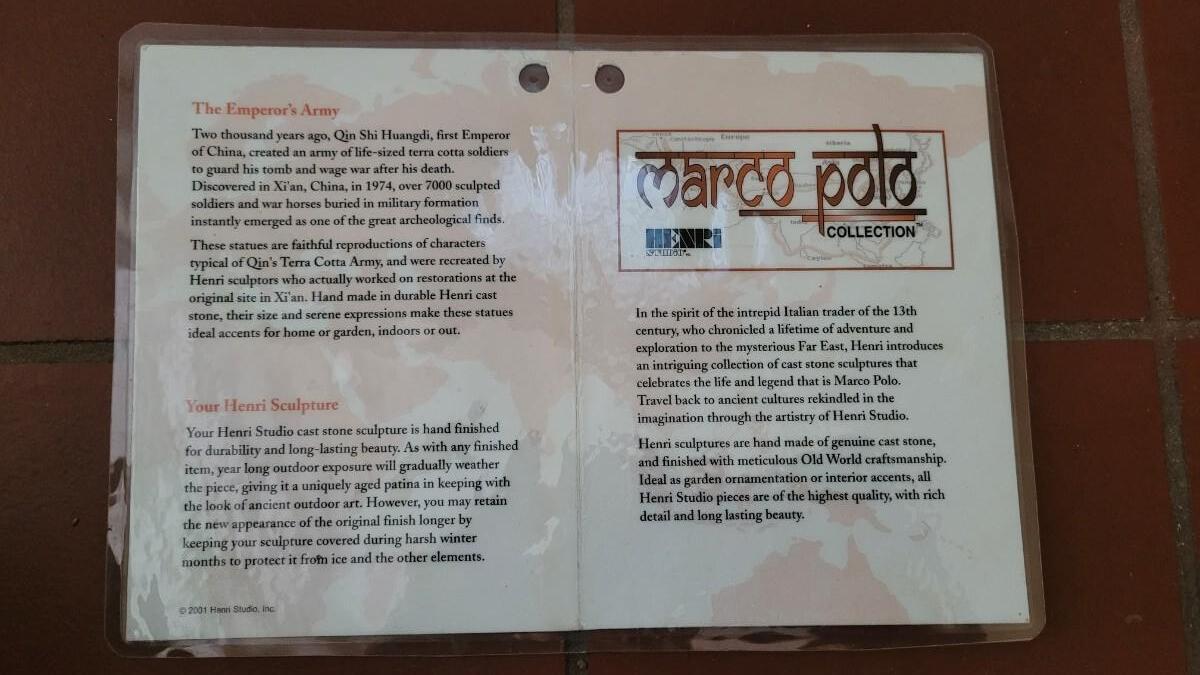 The Emperor's Army
Two thousand years ago, Qin Shi Huangdi, first Emperor
of China, created an army of life-sized terra cotta soldiers
to guard his tomb and wage war after his death.
Discovered in Xi'an, China, in 1974, over 7000 sculpted
soldiers and war horses buried in military formation
instantly emerged as one of the great archeological finds.
These statues are faithful reproductions of characters
typical of Qin's Terra Cotta Army, and were recreated by
Henri sculptors who actually worked on restorations at the
original site in Xi'an. Hand made in durable Henri cast
stone, their size and serene expressions make these statues
ideal accents for home or garden, indoors or out.
Your Henri Sculpture
Your Henri Studio cast stone sculpture is hand finished
for durability and long-lasting beauty. As with any finished
item, year long outdoor exposure will gradually weather
the piece, giving it a uniquely aged patina in keeping with
the look of ancient outdoor art. However, you may retain
the new appearance of the original finish longer by
keeping your sculpture covered during harsh winter
months to protect it from ice and the other elements.
© 2001 Henri Studio, Inc.
Europe
Siberia
marco polo
COLLECTION™
HENRI
STUDIO
Ceylon
Sumatra
In the spirit of the intrepid Italian trader of the 13th
century, who chronicled a lifetime of adventure and
exploration to the mysterious Far East, Henri introduces
an intriguing collection of cast stone sculptures that
celebrates the life and legend that is Marco Polo.
Travel back to ancient cultures rekindled in the
imagination through the artistry of Henri Studio.
Henri sculptures are hand made of genuine cast stone,
and finished with meticulous Old World craftsmanship.
Ideal as garden ornamentation or interior accents, all
Henri Studio pieces are of the highest quality, with rich
detail and long lasting beauty.